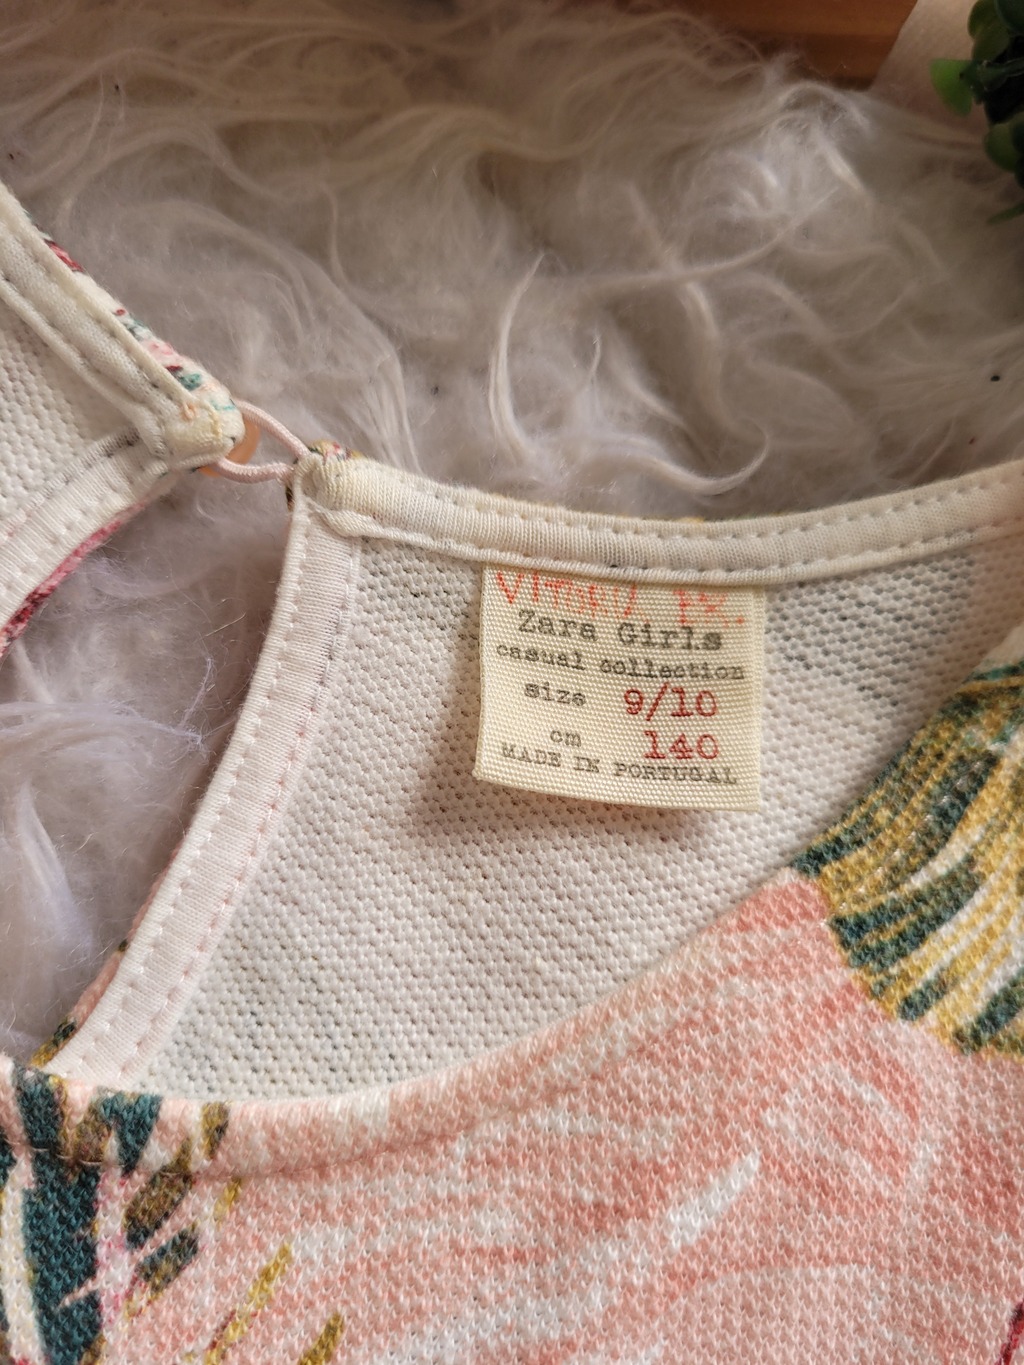 Zara Girls
casual collection
size 9/10
cm 140
MADE IN PORTUGAL